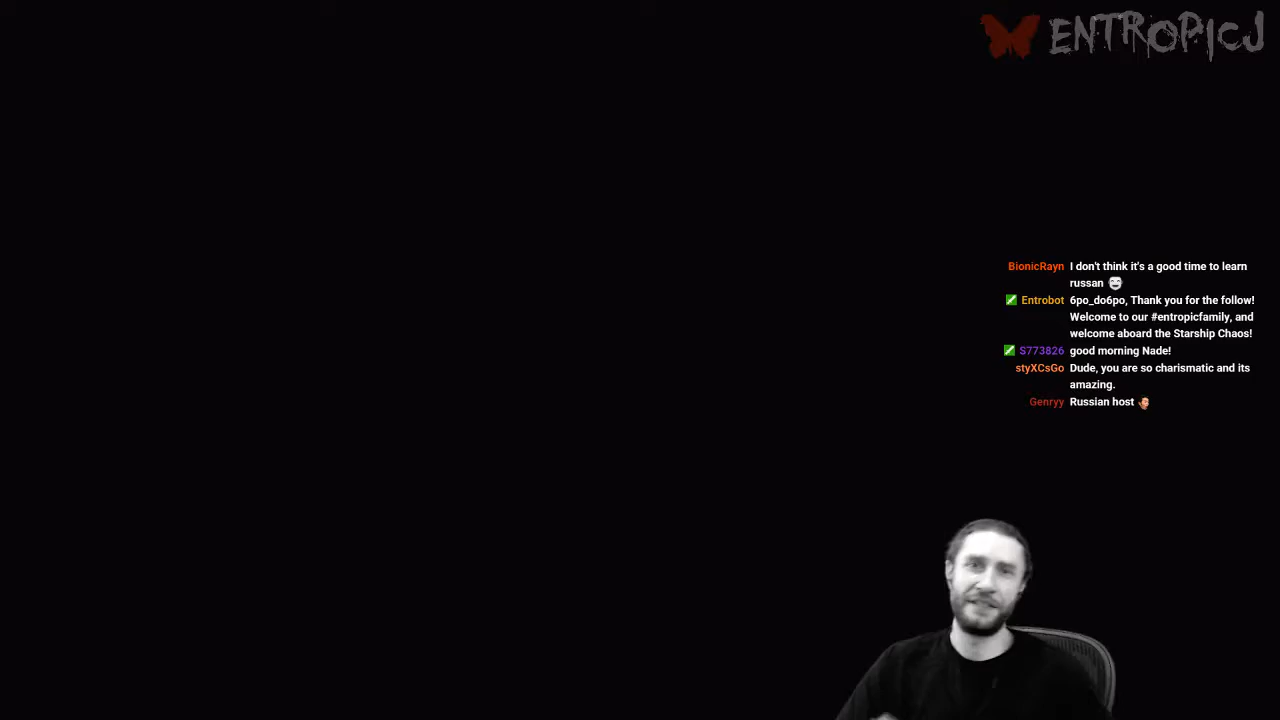 ENTROPICJ
BionicRayn I don't think it's a good time to learn
russan
Entrobot 6po_do6po, Thank you for the follow!
Welcome to our #entropicfamily, and
welcome aboard the Starship Chaos!
S773826 good morning Nade!
styXCsGo Dude, you are so charismatic and its
amazing.
Genryy Russian host